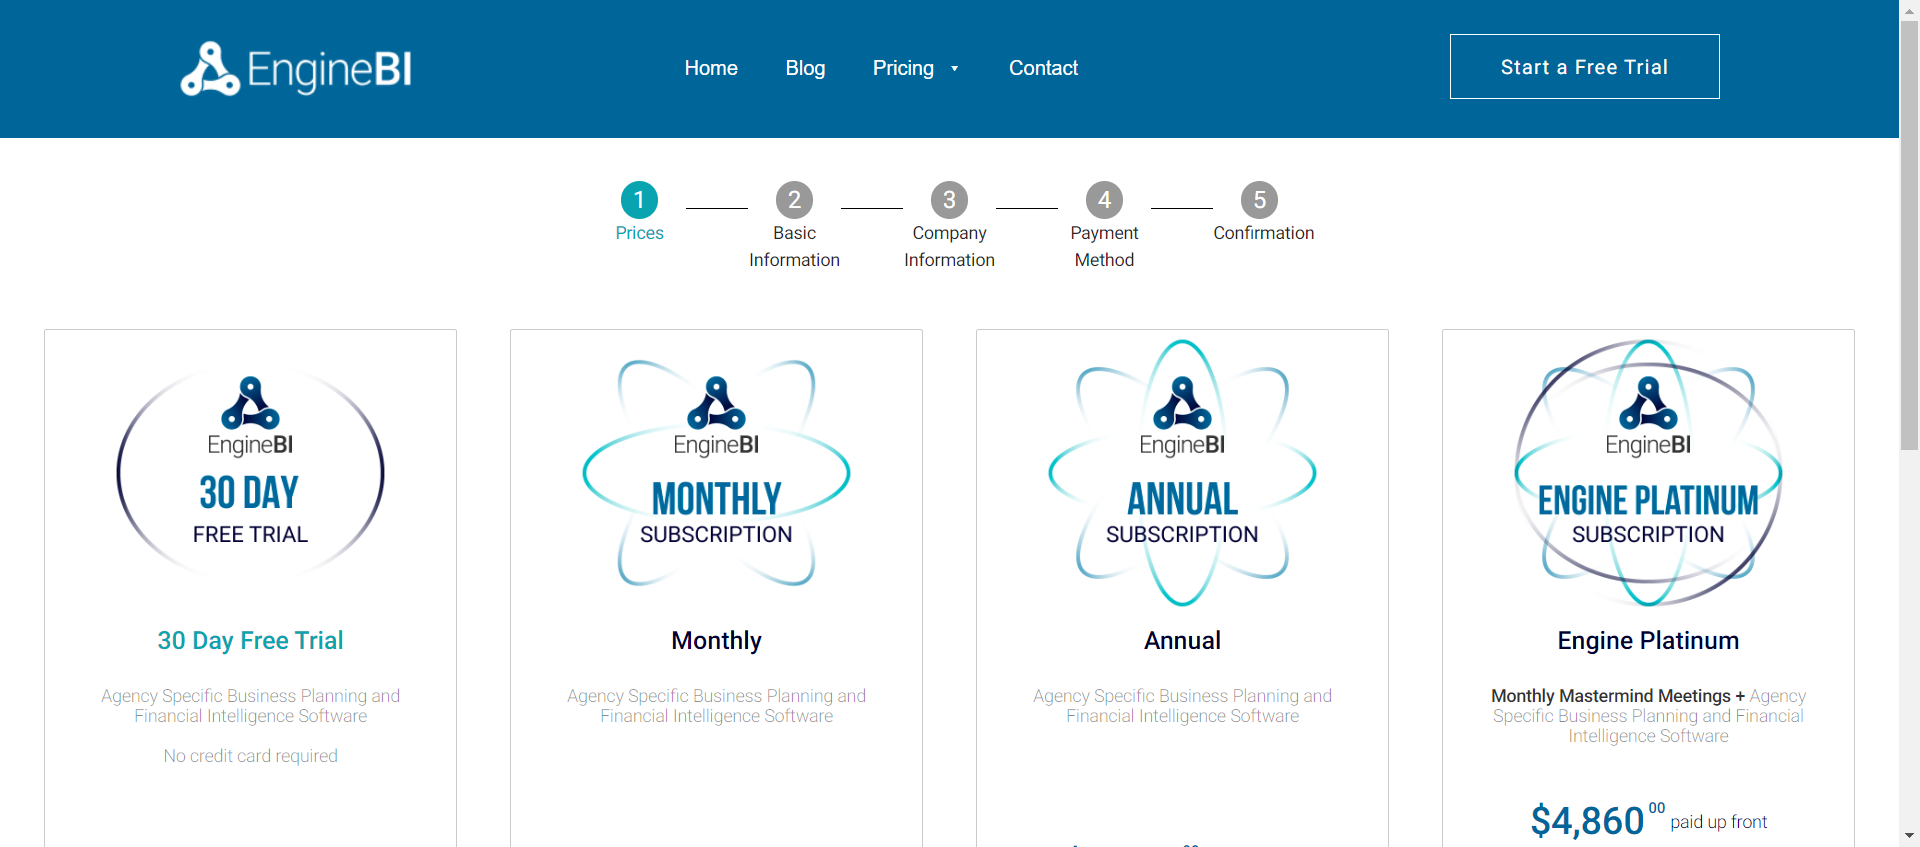 EngineBI
Home
Blog
Pricing
Contact
Start a Free Trial
1
Prices
2
Basic
Information
3
Company
Information
4
Payment
Method
5
Confirmation
EngineBI
30 DAY
FREE TRIAL
30 Day Free Trial
Agency Specific Business Planning and
Financial Intelligence Software
No credit card required
EngineBI
MONTHLY
SUBSCRIPTION
Monthly
Agency Specific Business Planning and
Financial Intelligence Software
EngineBI
ANNUAL
SUBSCRIPTION
Annual
Agency Specific Business Planning and
Financial Intelligence Software
EngineBI
ENGINE PLATINUM
SUBSCRIPTION
Engine Platinum
Monthly Mastermind Meetings + Agency
Specific Business Planning and Financial
Intelligence Software
$4,860 00 paid up front